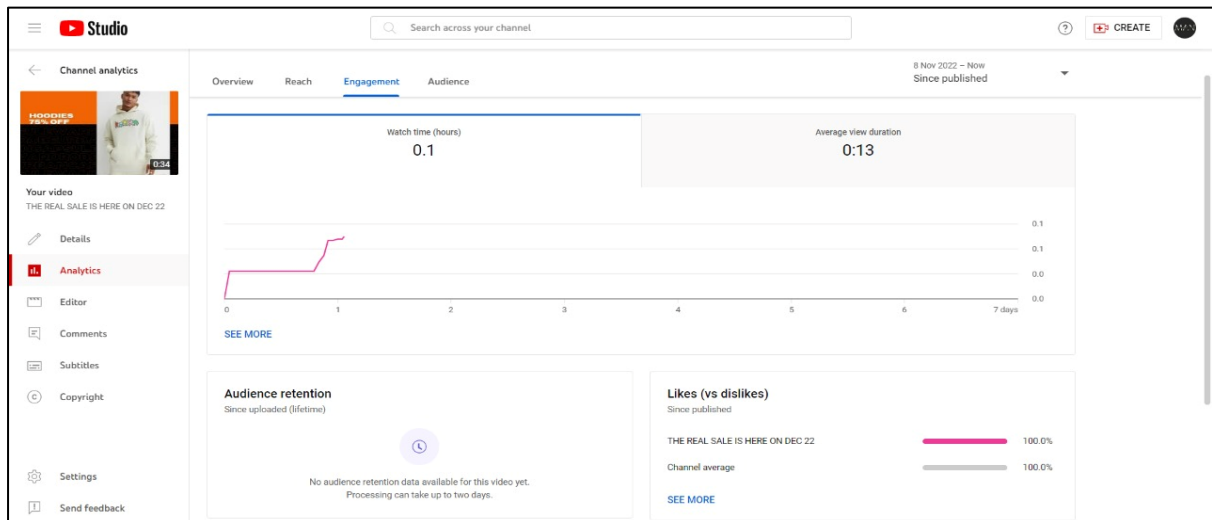 Studio
Search across your channel
CREATE
MAN
Channel analytics
HOODIES
75% OFF
0:34
Your video
THE REAL SALE IS HERE ON DEC 22
Details
Analytics
Editor
Comments
Subtitles
Copyright
Settings
Send feedback
Overview Reach Engagement Audience
8 Nov 2022 – Now
Since published
Watch time (hours)
0.1
Average view duration
0:13
0.1
0.1
0.0
0.0
0 1 2 3 4 5 6 7 days
SEE MORE
Audience retention
Since uploaded (lifetime)
No audience retention data available for this video yet.
Processing can take up to two days.
Likes (vs dislikes)
Since published
THE REAL SALE IS HERE ON DEC 22 100.0%
Channel average 100.0%
SEE MORE